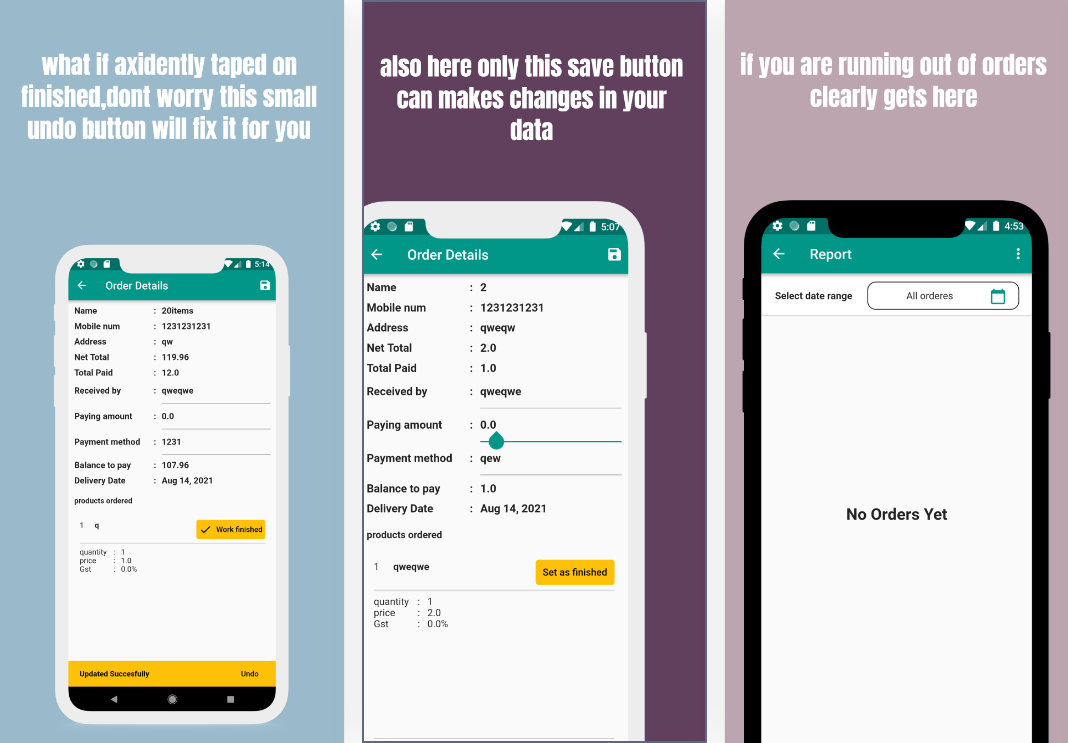 what if axidently taped on
finished,dont worry this small
undo button will fix it for you
5:14
Order Details
Name : 20items
Mobile num : 1231231231
Address : qw
Net Total : 119.96
Total Paid : 12.0
Received by : qweqwe
Paying amount : 0.0
Payment method : 1231
Balance to pay : 107.96
Delivery Date : Aug 14, 2021
products ordered
1 q Work finished
quantity : 1
price : 1.0
Gst : 0.0%
Updated Succesfully Undo
also here only this save button
can makes changes in your
data
5:07
Order Details
Name : 2
Mobile num : 1231231231
Address : qweqw
Net Total : 2.0
Total Paid : 1.0
Received by : qweqwe
Paying amount : 0.0
Payment method : qew
Balance to pay : 1.0
Delivery Date : Aug 14, 2021
products ordered
1 qweqwe Set as finished
quantity : 1
price : 2.0
Gst : 0.0%
if you are running out of orders
clearly gets here
4:53
Report
Select date range All orderes
No Orders Yet